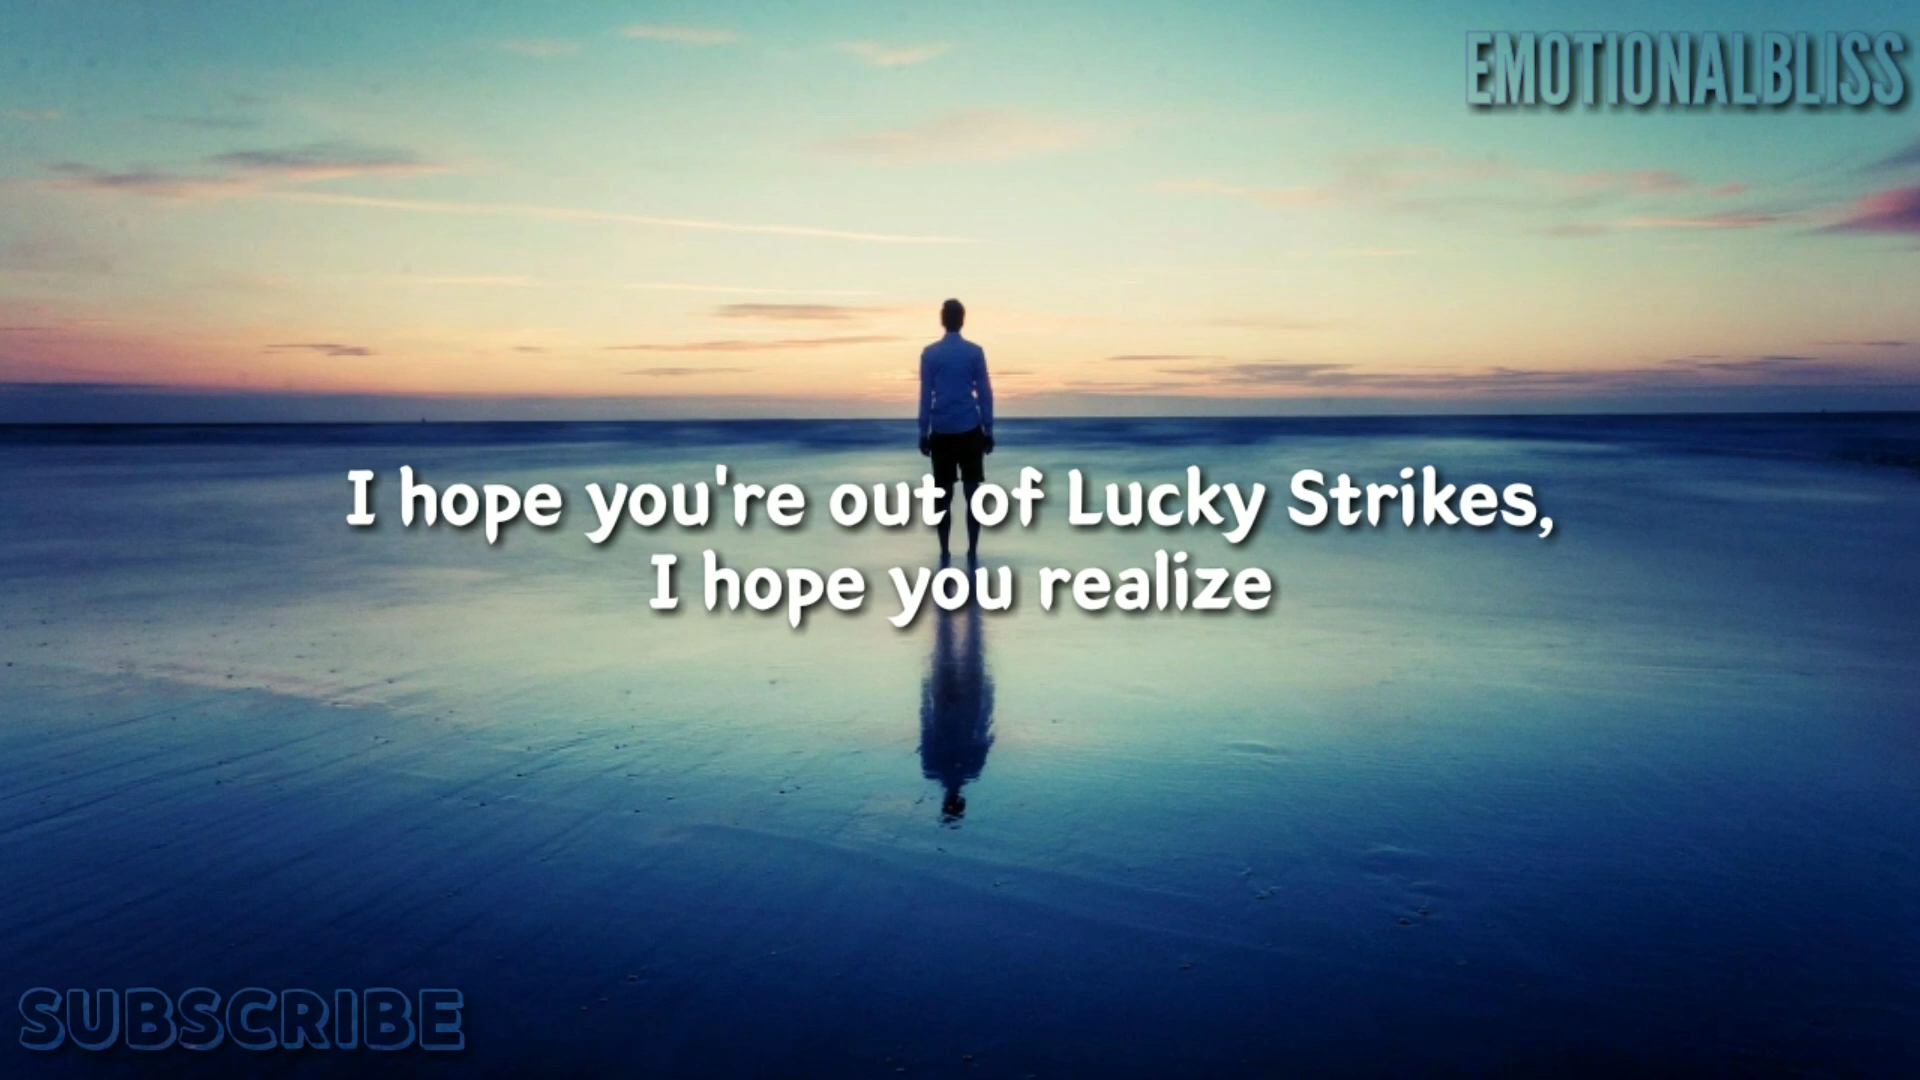 EMOTIONALBLISS
I hope you're out of Lucky Strikes,
I hope you realize
SUBSCRIBE